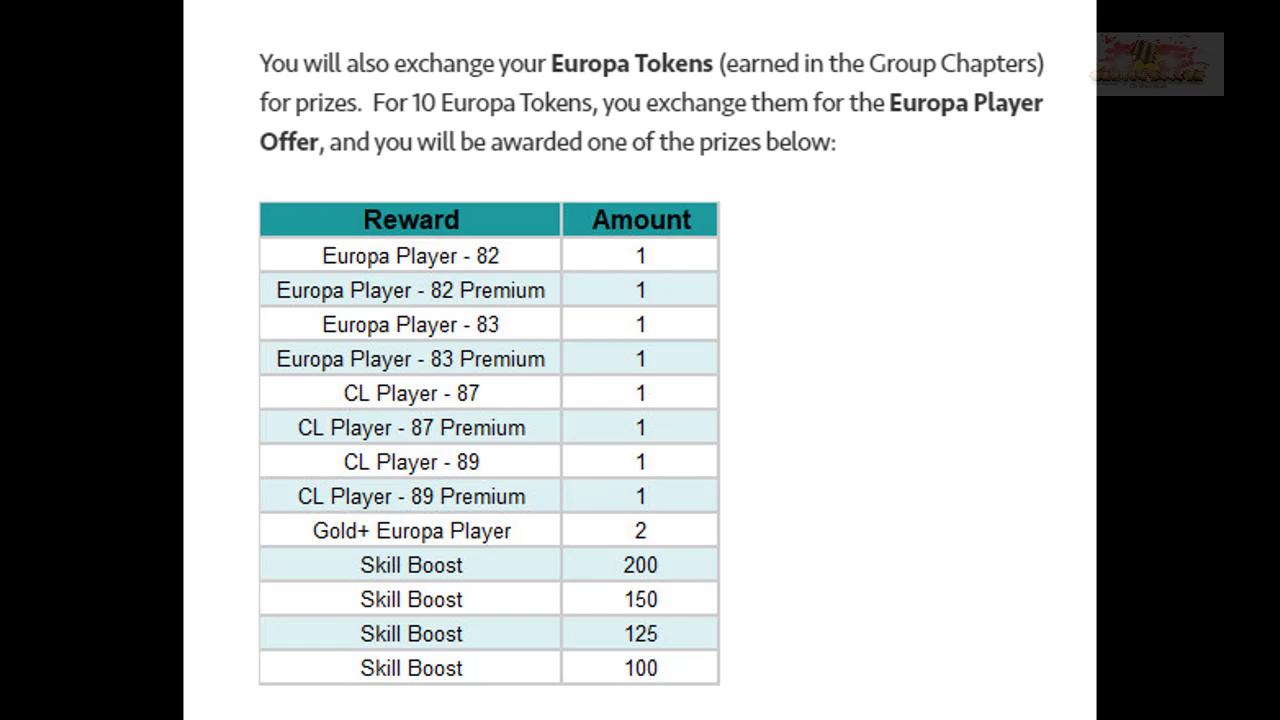 You will also exchange your Europa Tokens (earned in the Group Chapters)
for prizes. For 10 Europa Tokens, you exchange them for the Europa Player
Offer, and you will be awarded one of the prizes below:
Reward Amount
Europa Player - 82 1
Europa Player - 82 Premium 1
Europa Player - 83 1
Europa Player - 83 Premium 1
CL Player - 87 1
CL Player - 87 Premium 1
CL Player - 89 1
CL Player - 89 Premium 1
Gold+ Europa Player 2
Skill Boost 200
Skill Boost 150
Skill Boost 125
Skill Boost 100